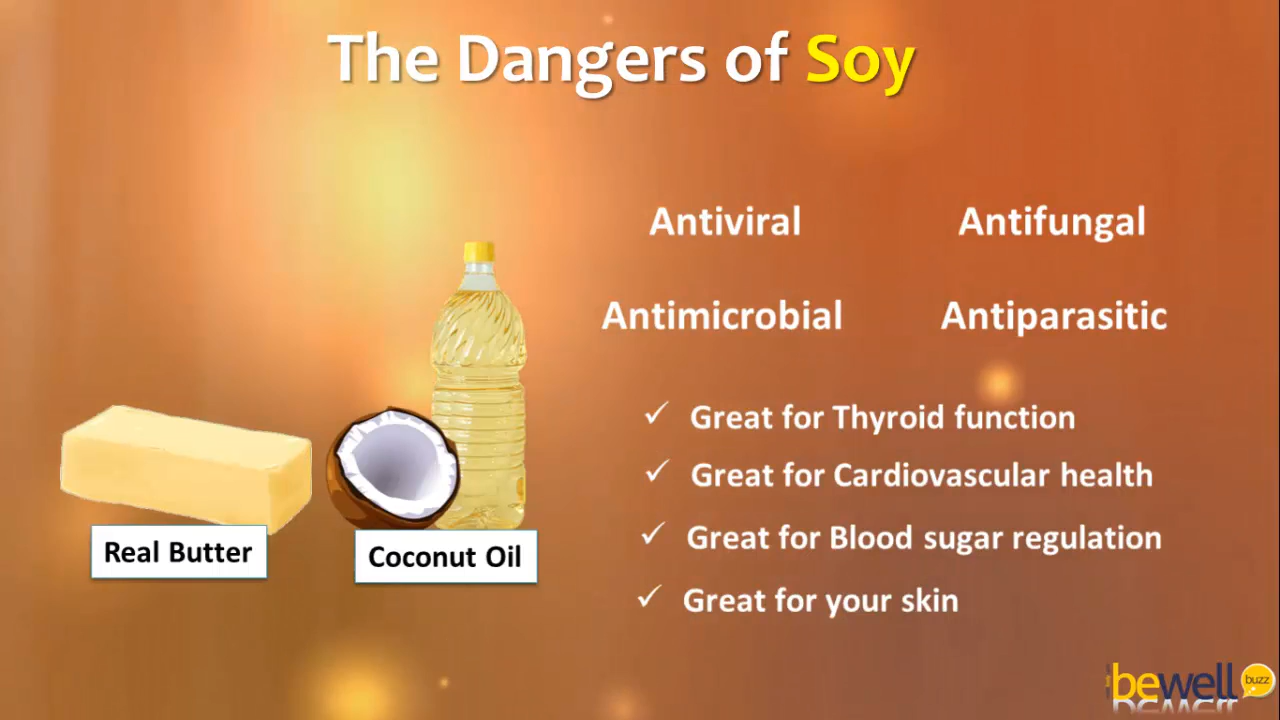 The Dangers of Soy
Antiviral
Antifungal
Antimicrobial
Antiparasitic
✓ Great for Thyroid function
✓ Great for Cardiovascular health
✓ Great for Blood sugar regulation
✓ Great for your skin
Real Butter
Coconut Oil
bewell buzz